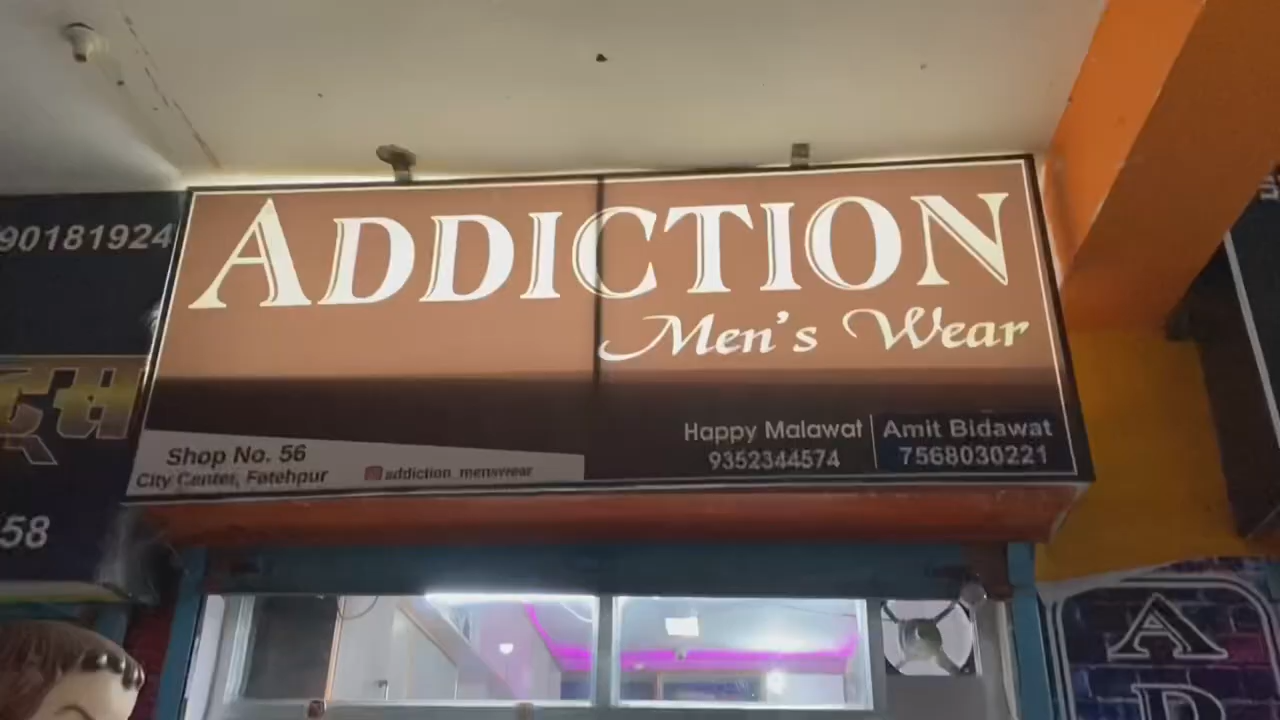 90181924
58
ADDICTION
Men's Wear
Shop No. 56
City Center, Fatehpur
addiction_menswear
Happy Malawat
9352344574
Amit Bidawat
7568030221
A
D